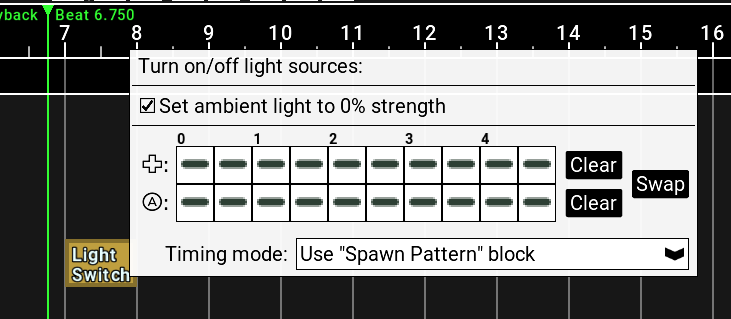 yback Beat 6.750
7 8 9 10 11 12 13 14 15 16
Turn on/off light sources:
Set ambient light to 0% strength
0 1 2 3 4
: Clear
Swap
A: Clear
Light
Switch
Timing mode: Use "Spawn Pattern" block